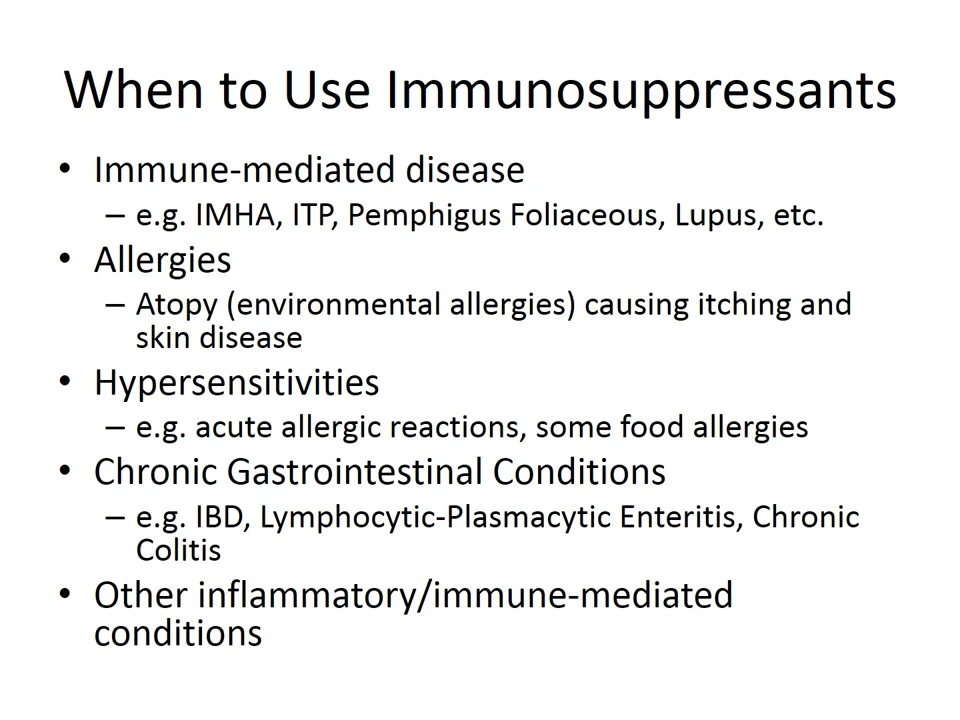 When to Use Immunosuppressants
• Immune-mediated disease
– e.g. IMHA, ITP, Pemphigus Foliaceous, Lupus, etc.
• Allergies
– Atopy (environmental allergies) causing itching and
skin disease
• Hypersensitivities
– e.g. acute allergic reactions, some food allergies
• Chronic Gastrointestinal Conditions
– e.g. IBD, Lymphocytic-Plasmacytic Enteritis, Chronic
Colitis
• Other inflammatory/immune-mediated
conditions